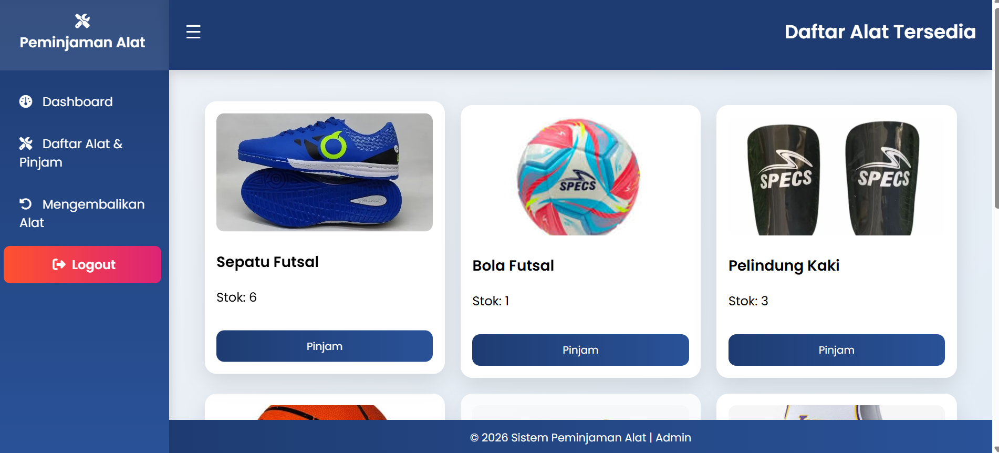 Peminjaman Alat
Daftar Alat Tersedia
Dashboard
Daftar Alat &
Pinjam
Mengembalikan
Alat
Logout
SPECS
SPECS
SPECS
Sepatu Futsal
Stok: 6
Pinjam
Bola Futsal
Stok: 1
Pinjam
Pelindung Kaki
Stok: 3
Pinjam
© 2026 Sistem Peminjaman Alat | Admin